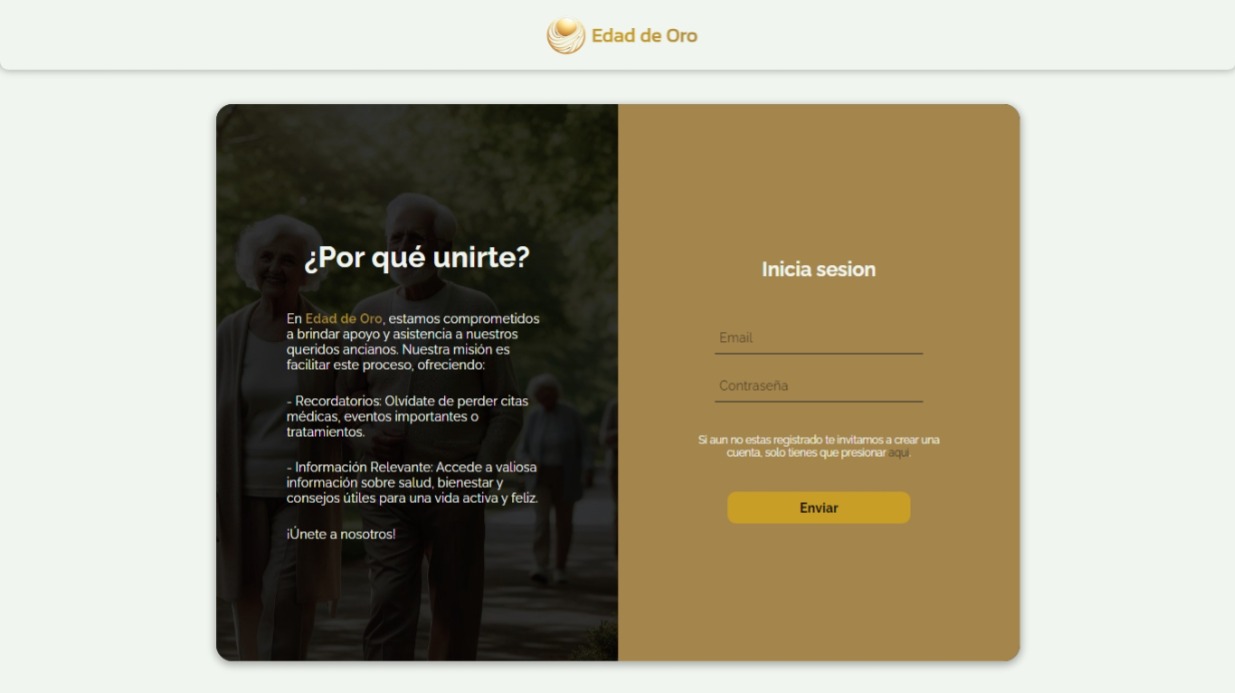 Edad de Oro
¿Por qué unirte?
En Edad de Oro, estamos comprometidos
a brindar apoyo y asistencia a nuestros
queridos ancianos. Nuestra misión es
facilitar este proceso, ofreciendo:
- Recordatorios: Olvídate de perder citas
médicas, eventos importantes o
tratamientos.
- Información Relevante: Accede a valiosa
información sobre salud, bienestar y
consejos útiles para una vida activa y feliz.
¡Únete a nosotros!
Inicia sesion
Email
Contraseña
Si aun no estas registrado te invitamos a crear una
cuenta, solo tienes que presionar aquí.
Enviar